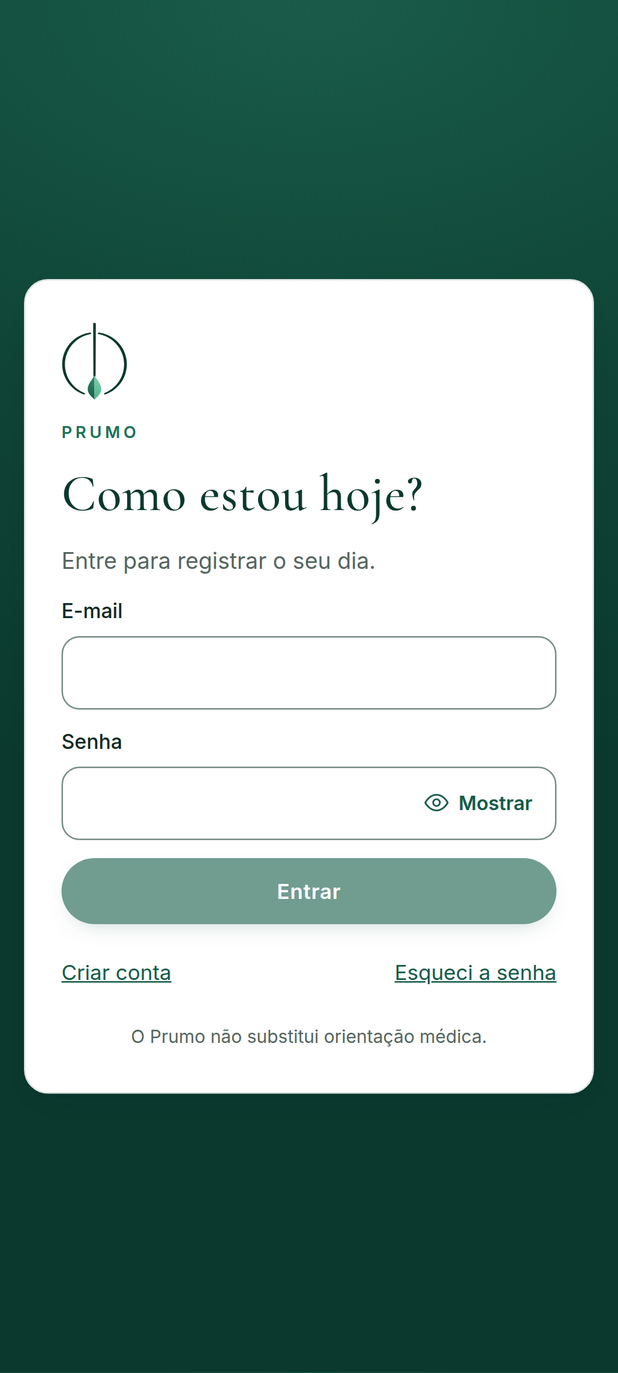 PRUMO
Como estou hoje?
Entre para registrar o seu dia.
E-mail
Senha
Mostrar
Entrar
Criar conta
Esqueci a senha
O Prumo não substitui orientação médica.